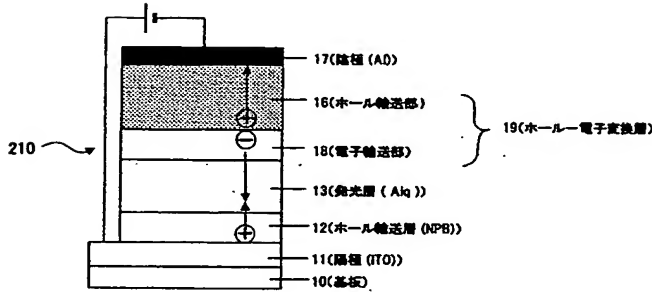 17(陰極(Al))
16(ホール輸送部)
19(ホール－電子変換層)
210
18(電子輸送部)
13(発光層(Alq))
12(ホール輸送層(NPB))
11(陽極(ITO))
10(基板)